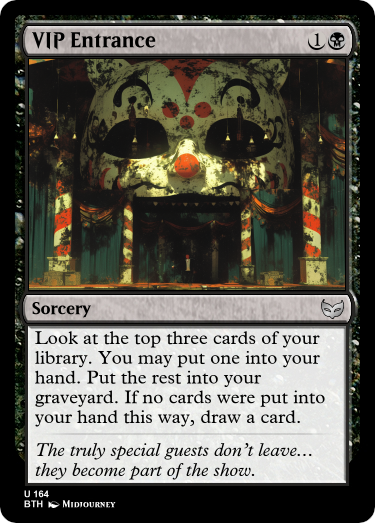 VIP Entrance 1
Sorcery
Look at the top three cards of your
library. You may put one into your
hand. Put the rest into your
graveyard. If no cards were put into
your hand this way, draw a card.
The truly special guests don't leave...
they become part of the show.
U 164
BTH Midjourney